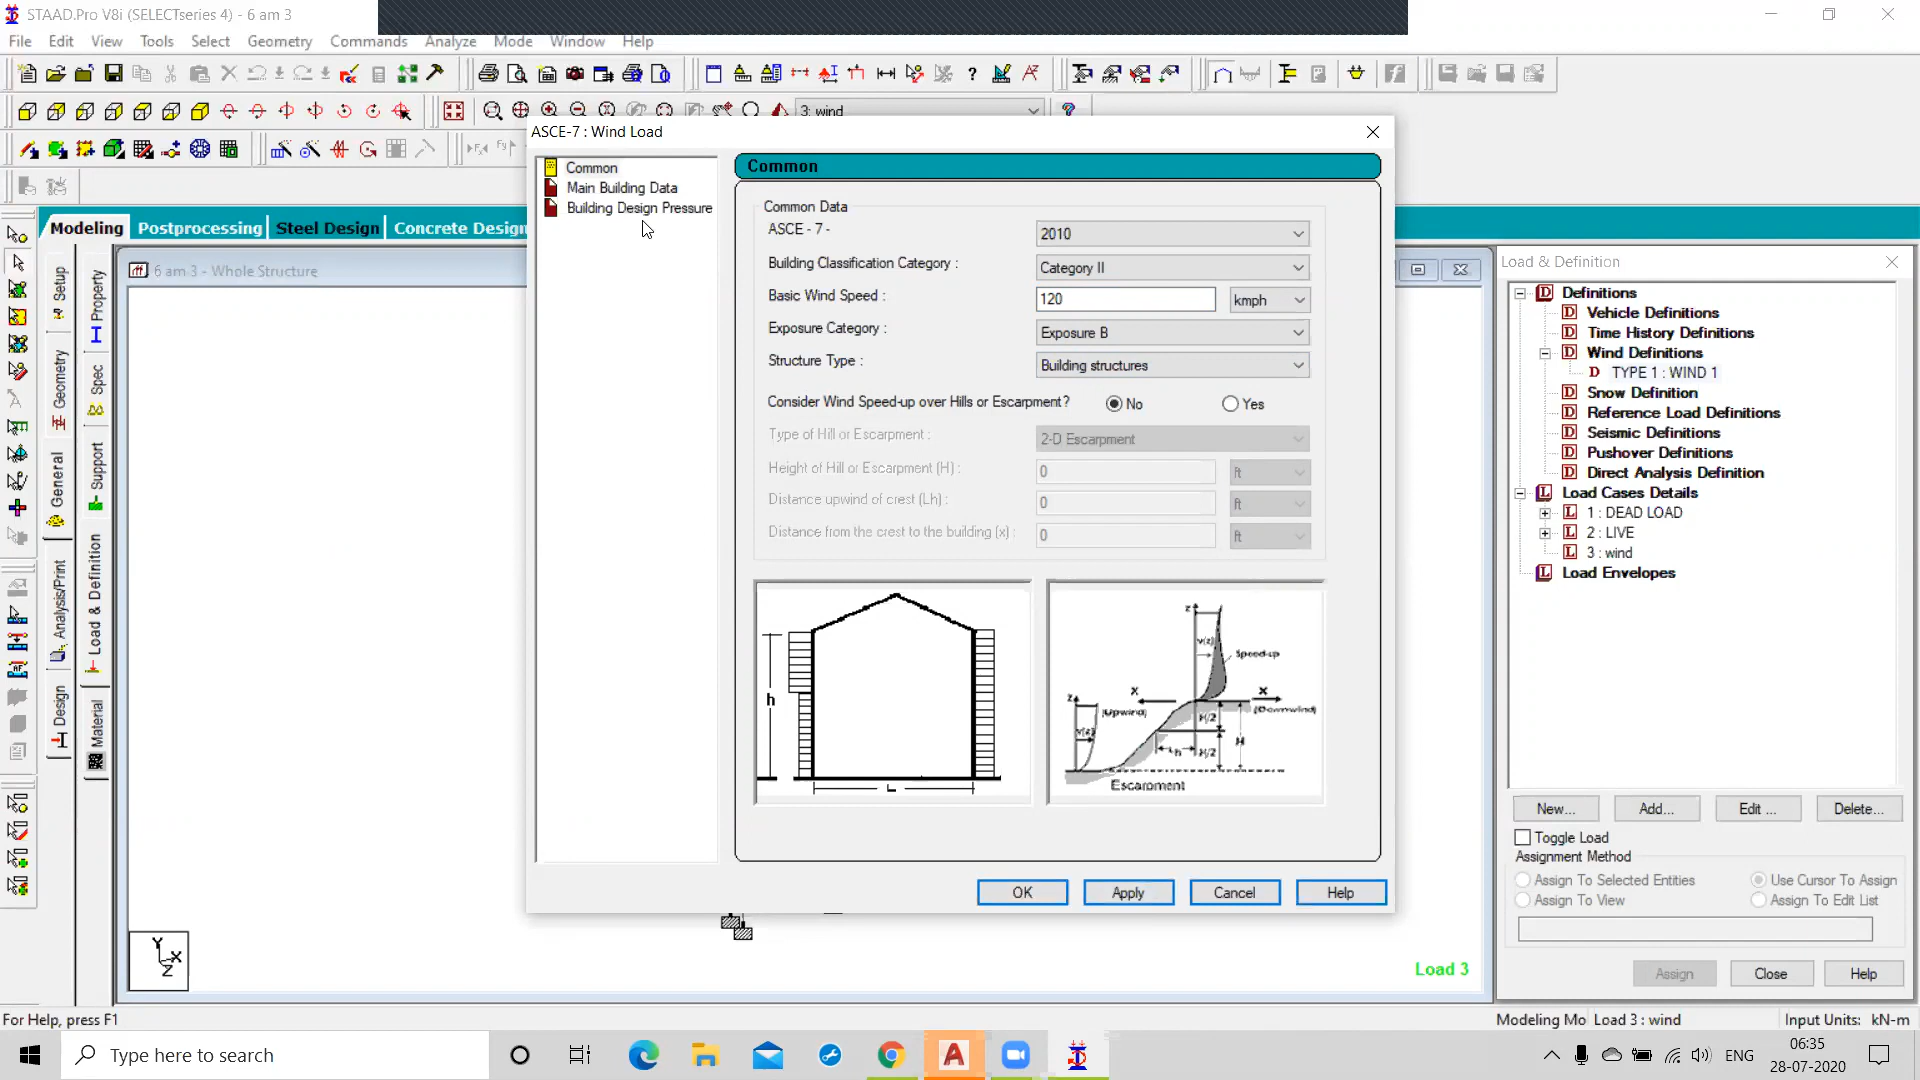 STAAD.Pro V8i (SELECTseries 4) - 6 am 3
File Edit View Tools Select Geometry Commands Analyze Mode Window Help
3: wind
Modeling Postprocessing Steel Design Concrete Design
6 am 3 - Whole Structure
Setup
Geometry
General
Analysis/Print
Design
Property
Spec
Support
Load & Definition
Material
ASCE-7 : Wind Load
Common
Main Building Data
Building Design Pressure
Common
Common Data
ASCE - 7 - 2010
Building Classification Category : Category II
Basic Wind Speed : 120 kmph
Exposure Category : Exposure B
Structure Type : Building structures
Consider Wind Speed-up over Hills or Escarpment? No Yes
Type of Hill or Escarpment : 2-D Escarpment
Height of Hill or Escarpment (H) : 0 ft
Distance upwind of crest (Lh) : 0 ft
Distance from the crest to the building (x) : 0 ft
h
L
z
V(z)
Speed-up
x x
(Upwind) (Downwind)
z
V(z)
H/2
H
Lh H/2
Escarpment
OK Apply Cancel Help
Load 3
Y
X
Z
Load & Definition
Definitions
Vehicle Definitions
Time History Definitions
Wind Definitions
TYPE 1 : WIND 1
Snow Definition
Reference Load Definitions
Seismic Definitions
Pushover Definitions
Direct Analysis Definition
Load Cases Details
1 : DEAD LOAD
2 : LIVE
3 : wind
Load Envelopes
New... Add... Edit ... Delete...
Toggle Load
Assignment Method
Assign To Selected Entities Use Cursor To Assign
Assign To View Assign To Edit List
Assign Close Help
For Help, press F1
Modeling Mo Load 3 : wind Input Units: kN-m
Type here to search
ENG
06:35
28-07-2020